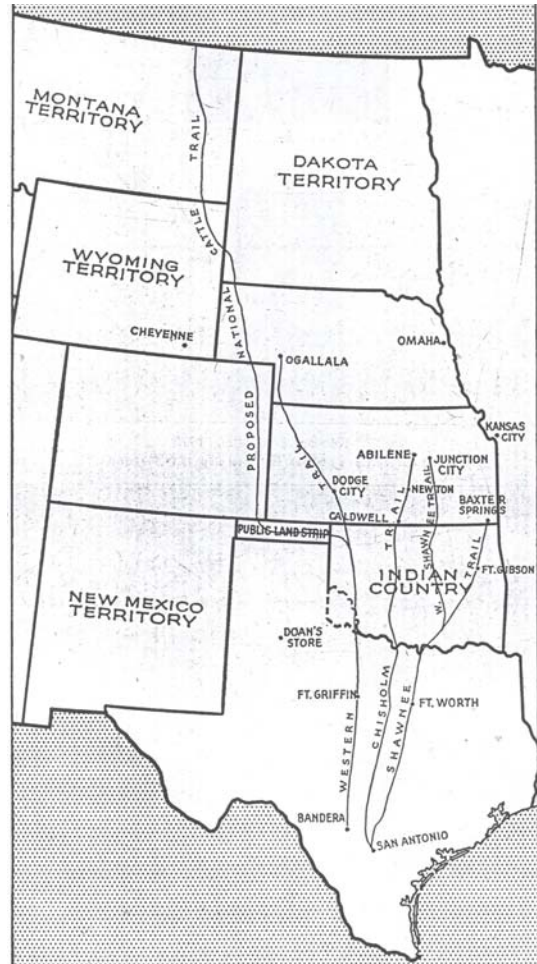 MONTANA
TERRITORY
TRAIL
DAKOTA
TERRITORY
CATTLE
WYOMING
TERRITORY
NATIONAL
CHEYENNE
OGALLALA
OMAHA
PROPOSED
KANSAS
CITY
ABILENE
JUNCTION
CITY
TRAIL
DODGE
CITY
NEWTON
BAXTER
SPRINGS
CALDWELL
TRAIL
W. SHAWNEE TRAIL
TRAIL
PUBLIC LAND STRIP
FT. GIBSON
INDIAN
COUNTRY
NEW MEXICO
TERRITORY
DOAN'S
STORE
FT. GRIFFIN
FT. WORTH
WESTERN
CHISHOLM
SHAWNEE
BANDERA
SAN ANTONIO